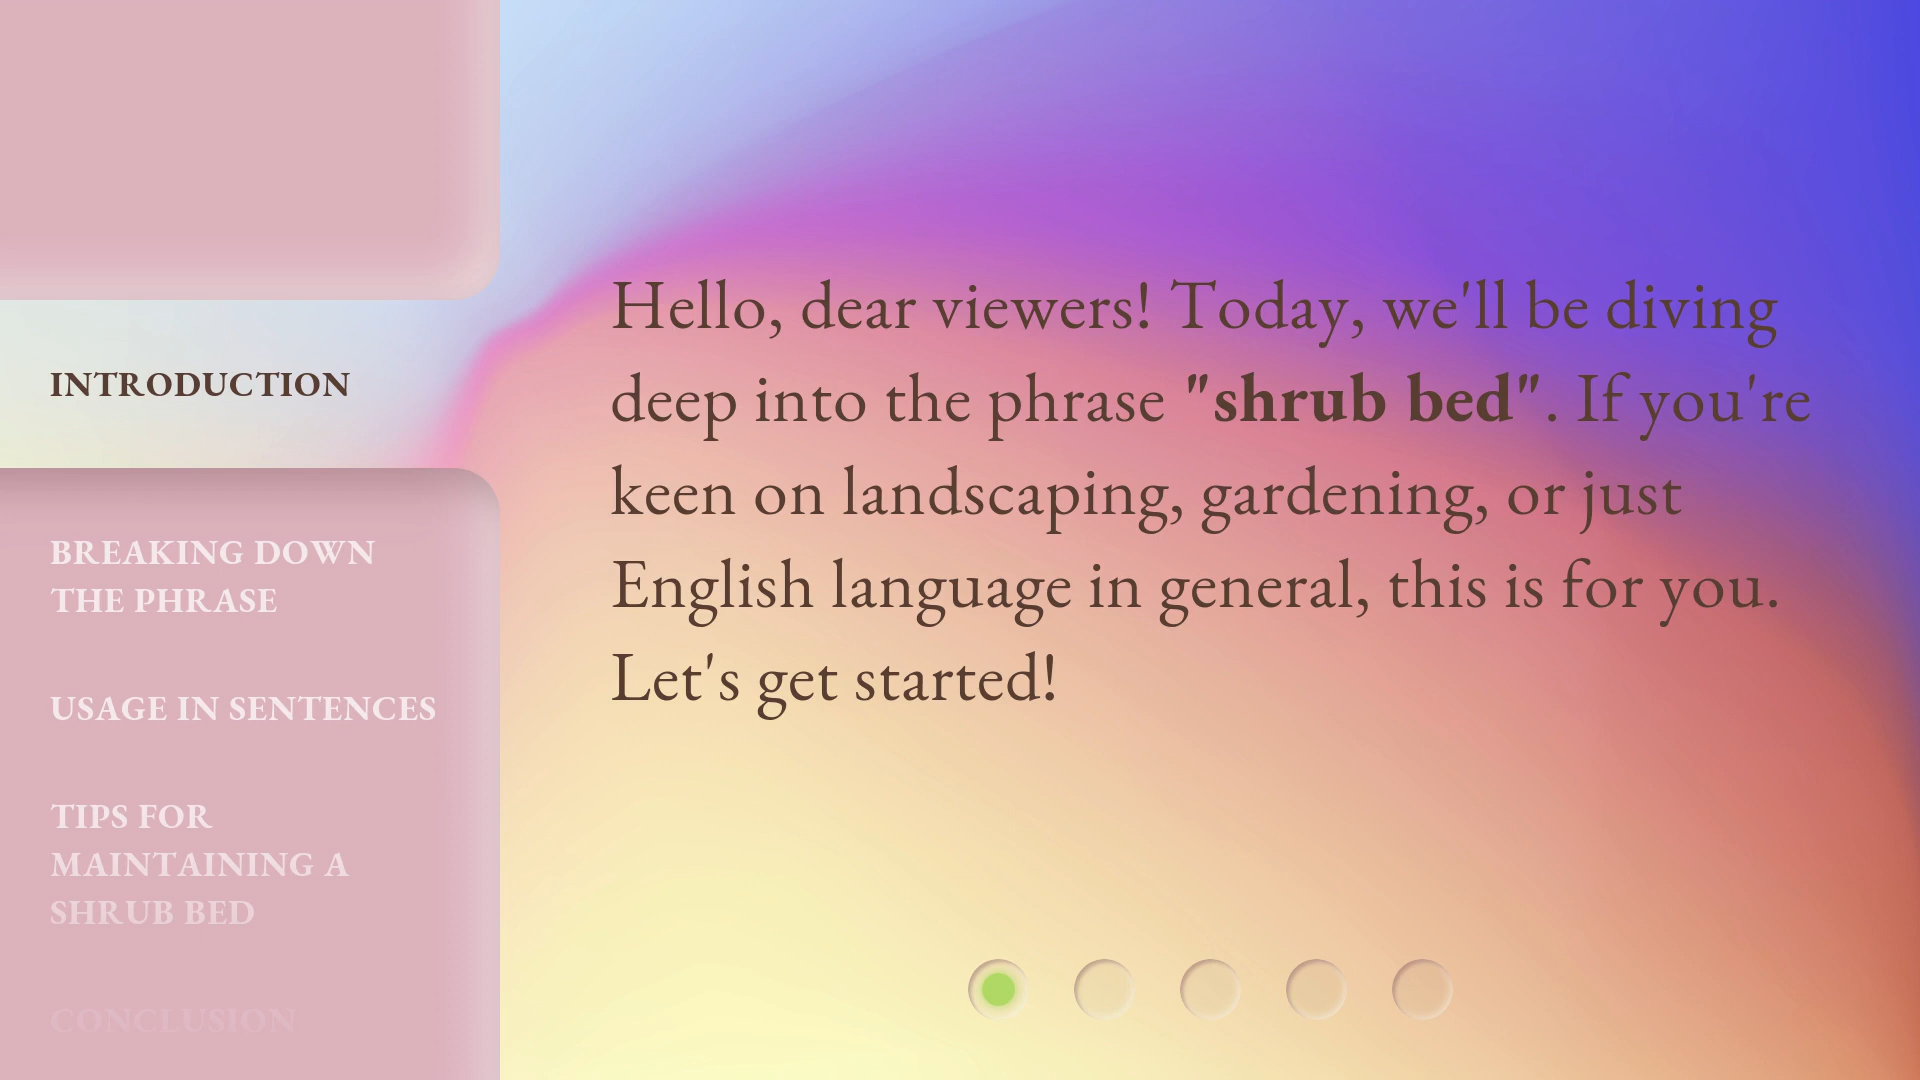 INTRODUCTION
BREAKING DOWN
THE PHRASE
USAGE IN SENTENCES
TIPS FOR
MAINTAINING A
SHRUB BED
CONCLUSION
Hello, dear viewers! Today, we'll be diving
deep into the phrase "shrub bed". If you're
keen on landscaping, gardening, or just
English language in general, this is for you.
Let's get started!